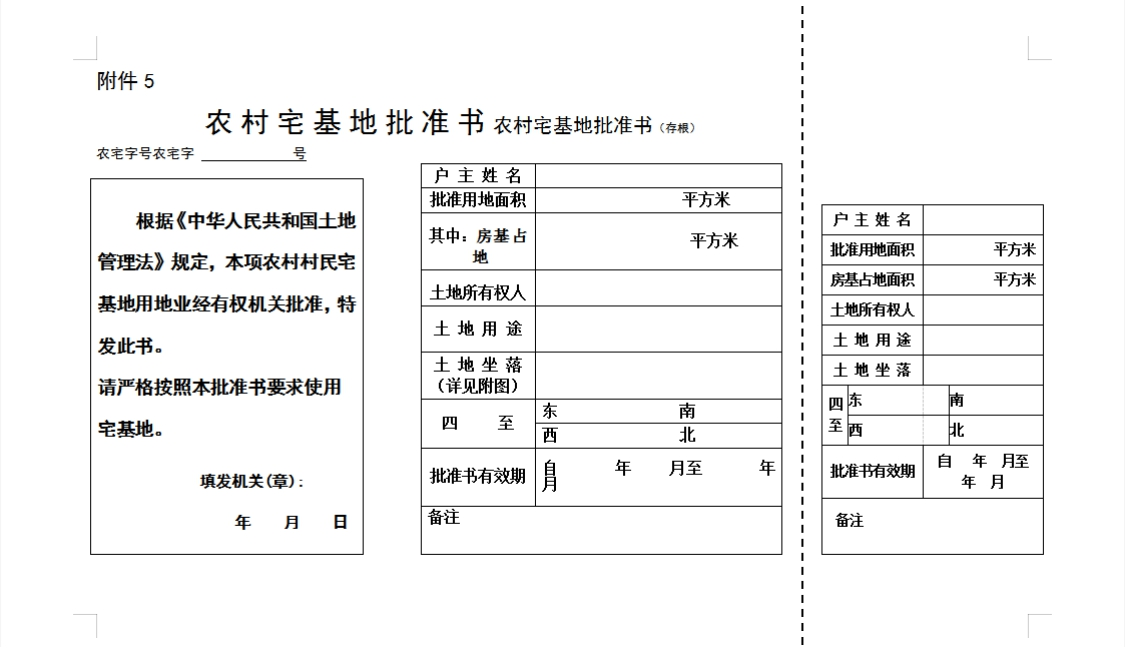 附件 5
农村宅基地批准书 农村宅基地批准书（存根）
农宅字号农宅字 号
根据《中华人民共和国土地
管理法》规定，本项农村村民宅
基地用地业经有权机关批准，特
发此书。
请严格按照本批准书要求使用
宅基地。
填发机关(章)：
年 月 日
户主姓名
批准用地面积 平方米
其中：房基占
地 平方米
土地所有权人
土地用途
土地坐落
（详见附图）
四 至
东 南
西 北
批准书有效期
自 年 月至 年
月
备注
户主姓名
批准用地面积 平方米
房基占地面积 平方米
土地所有权人
土地用途
土地坐落
四
至
东 南
西 北
批准书有效期
自 年 月至
年 月
备注